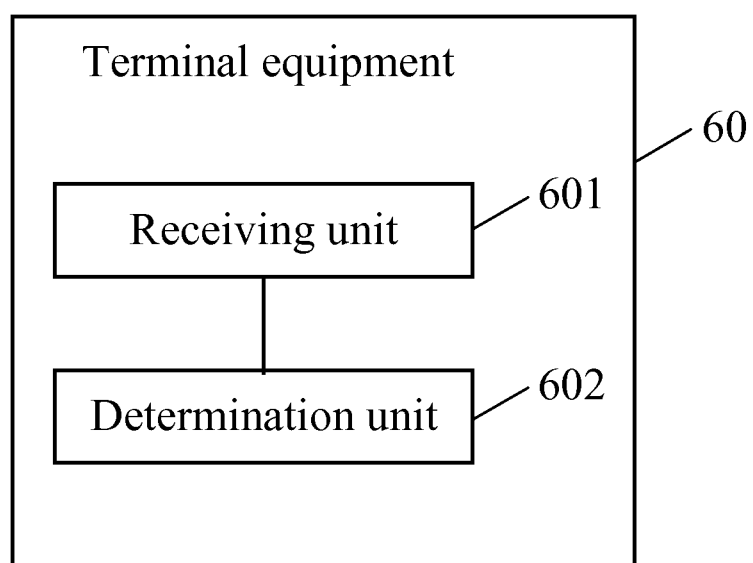 Terminal equipment
60
601
Receiving unit
602
Determination unit